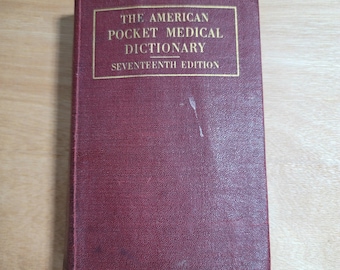 THE AMERICAN
POCKET MEDICAL
DICTIONARY
SEVENTEENTH EDITION